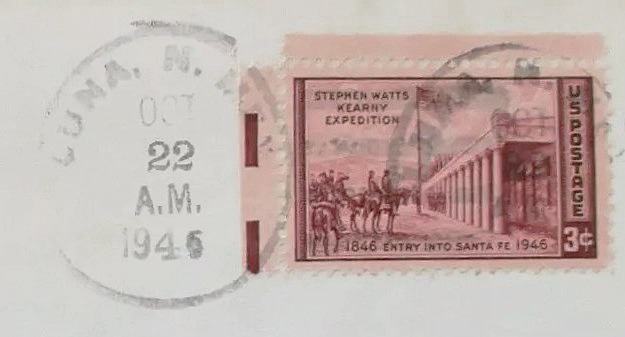 LUNA, N. M.
OCT
22
A.M.
1946
STEPHEN WATTS
KEARNY
EXPEDITION
US POSTAGE
1846 ENTRY INTO SANTA FE 1946
3¢